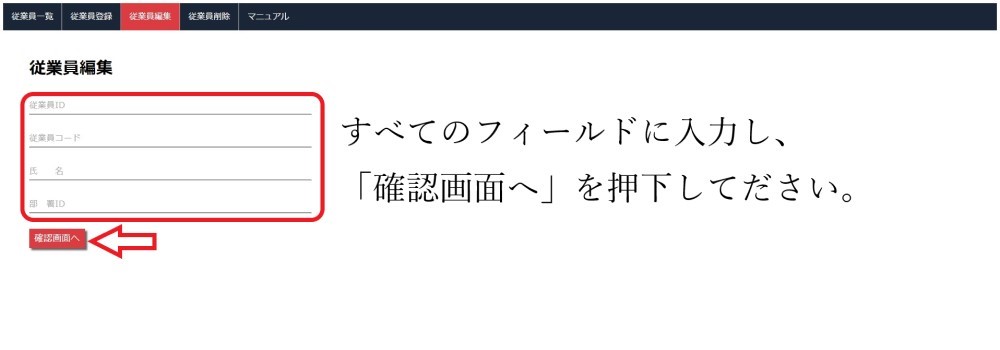 従業員一覧 従業員登録 従業員編集 従業員削除 マニュアル
従業員編集
従業員ID
従業員コード
氏 名
部 署ID
確認画面へ
すべてのフィールドに入力し、
「確認画面へ」を押下してださい。